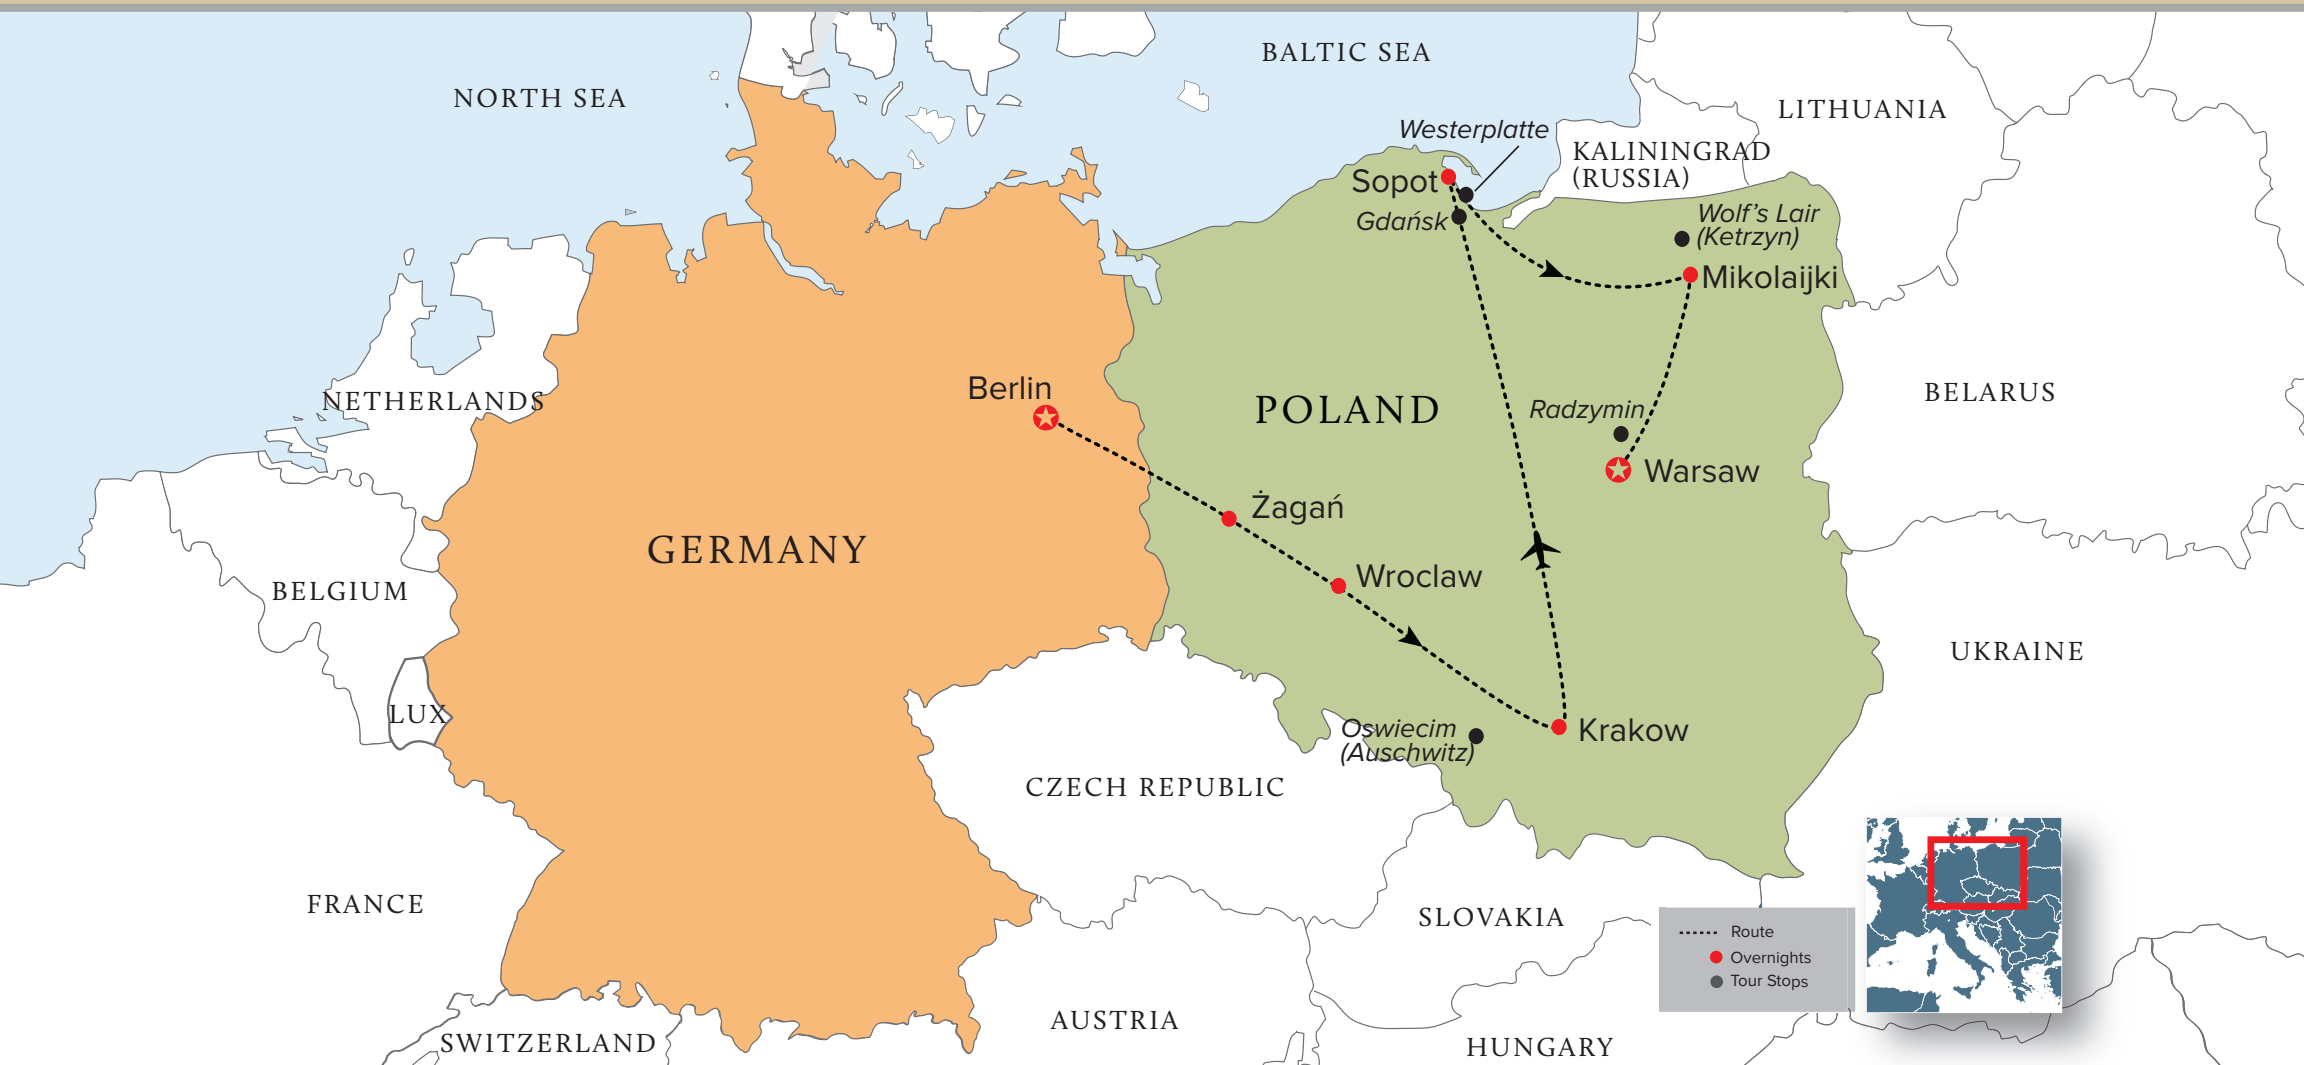 BALTIC SEA
NORTH SEA
LITHUANIA
Westerplatte
KALININGRAD
(RUSSIA)
Sopot
Gdańsk
Wolf's Lair
(Ketrzyn)
Mikolaijki
Berlin
NETHERLANDS
POLAND
Radzymin
BELARUS
Warsaw
Żagań
GERMANY
Wroclaw
BELGIUM
UKRAINE
LUX
Oswiecim
(Auschwitz)
Krakow
CZECH REPUBLIC
FRANCE
SLOVAKIA
Route
Overnights
Tour Stops
AUSTRIA
SWITZERLAND
HUNGARY